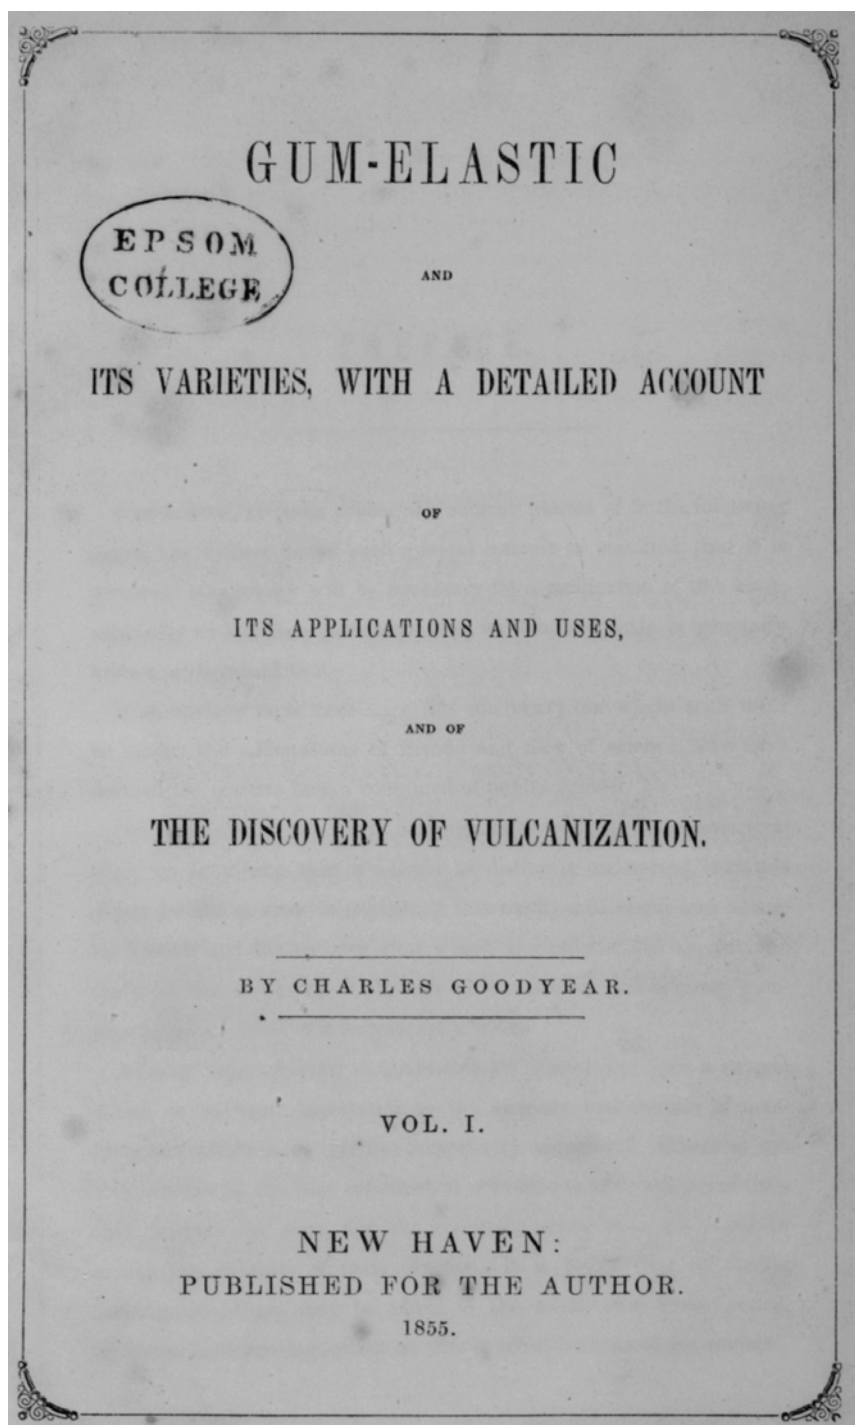 GUM-ELASTIC
EPSOM
COLLEGE
AND
ITS VARIETIES, WITH A DETAILED ACCOUNT
OF
ITS APPLICATIONS AND USES,
AND OF
THE DISCOVERY OF VULCANIZATION.
BY CHARLES GOODYEAR.
VOL. I.
NEW HAVEN:
PUBLISHED FOR THE AUTHOR.
1855.